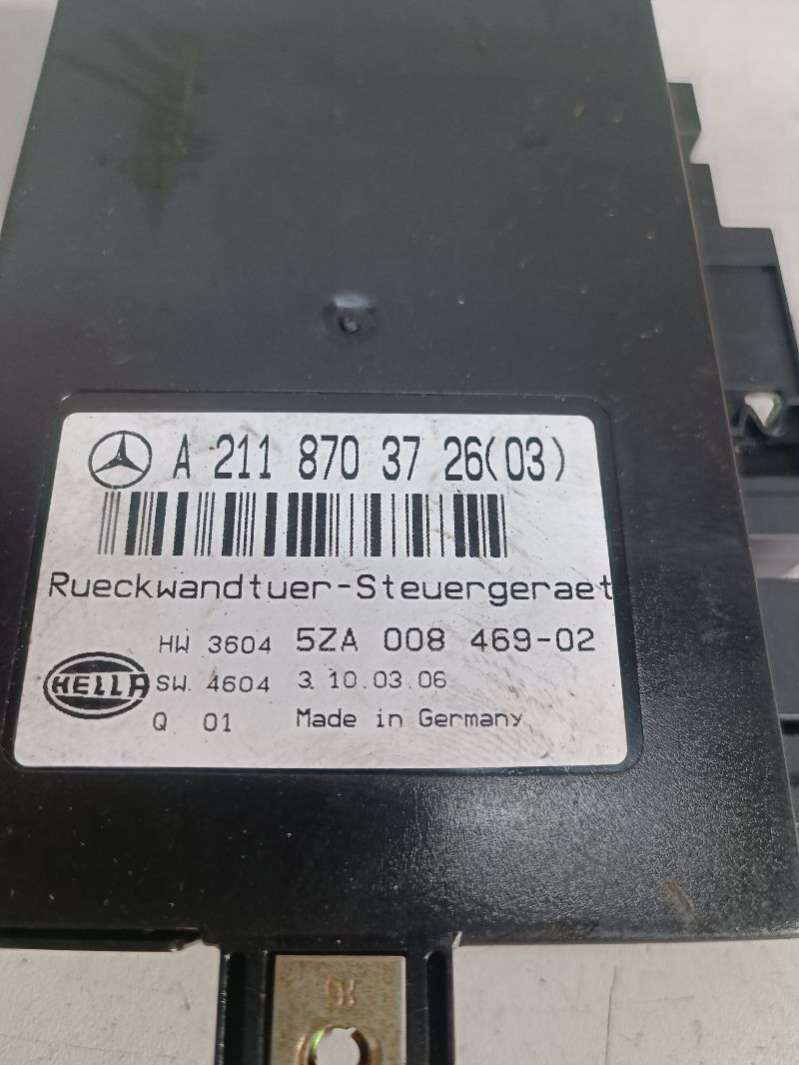 A 211 870 37 26(03)
Rueckwandtuer-Steuergeraet
HW 3604 5ZA 008 469-02
HELLA SW. 4604 3 10.03.06
Q 01 Made in Germany